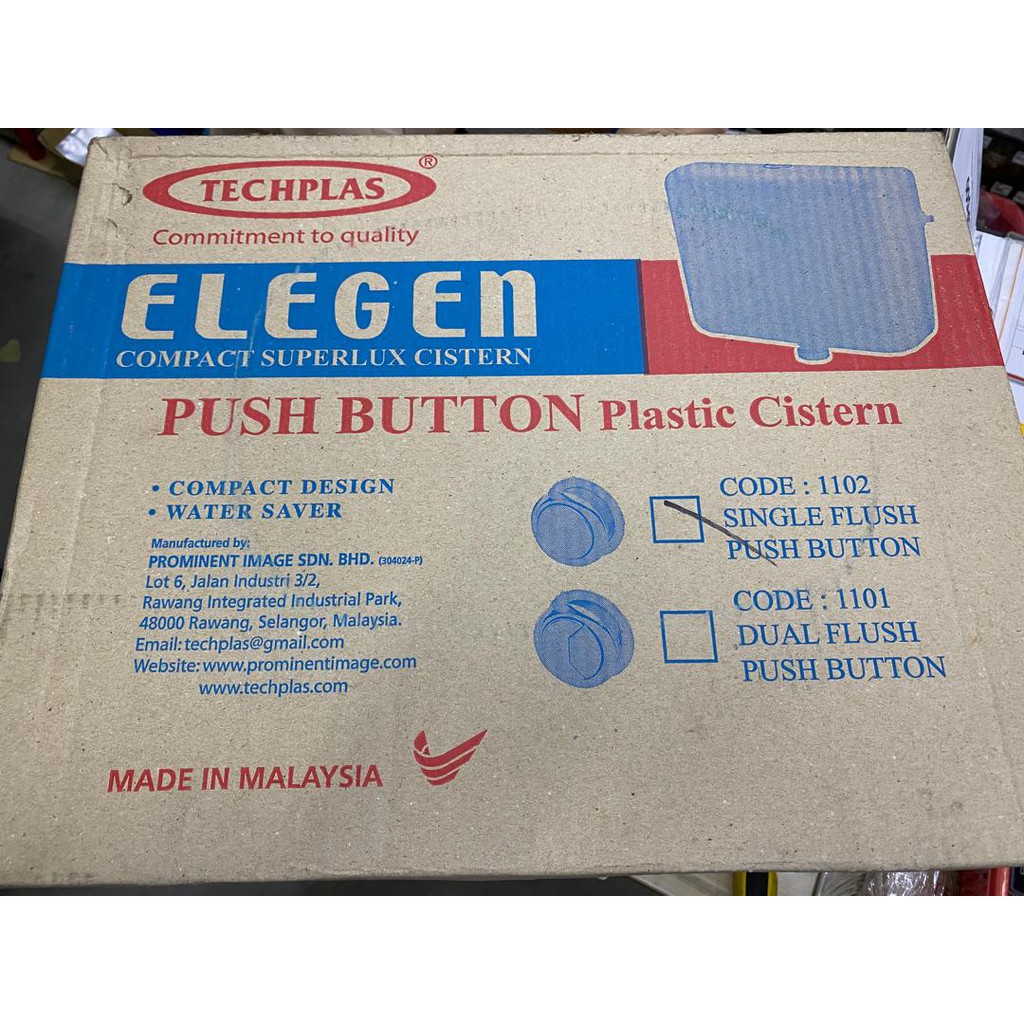 TECHPLAS®
Commitment to quality
ELEGEN
COMPACT SUPERLUX CISTERN
PUSH BUTTON Plastic Cistern
• COMPACT DESIGN
• WATER SAVER
Manufactured by:
PROMINENT IMAGE SDN. BHD. (304024-P)
Lot 6, Jalan Industri 3/2,
Rawang Integrated Industrial Park,
48000 Rawang, Selangor, Malaysia.
Email: techplas@gmail.com
Website: www.prominentimage.com
www.techplas.com
CODE : 1102
SINGLE FLUSH
PUSH BUTTON
CODE : 1101
DUAL FLUSH
PUSH BUTTON
MADE IN MALAYSIA